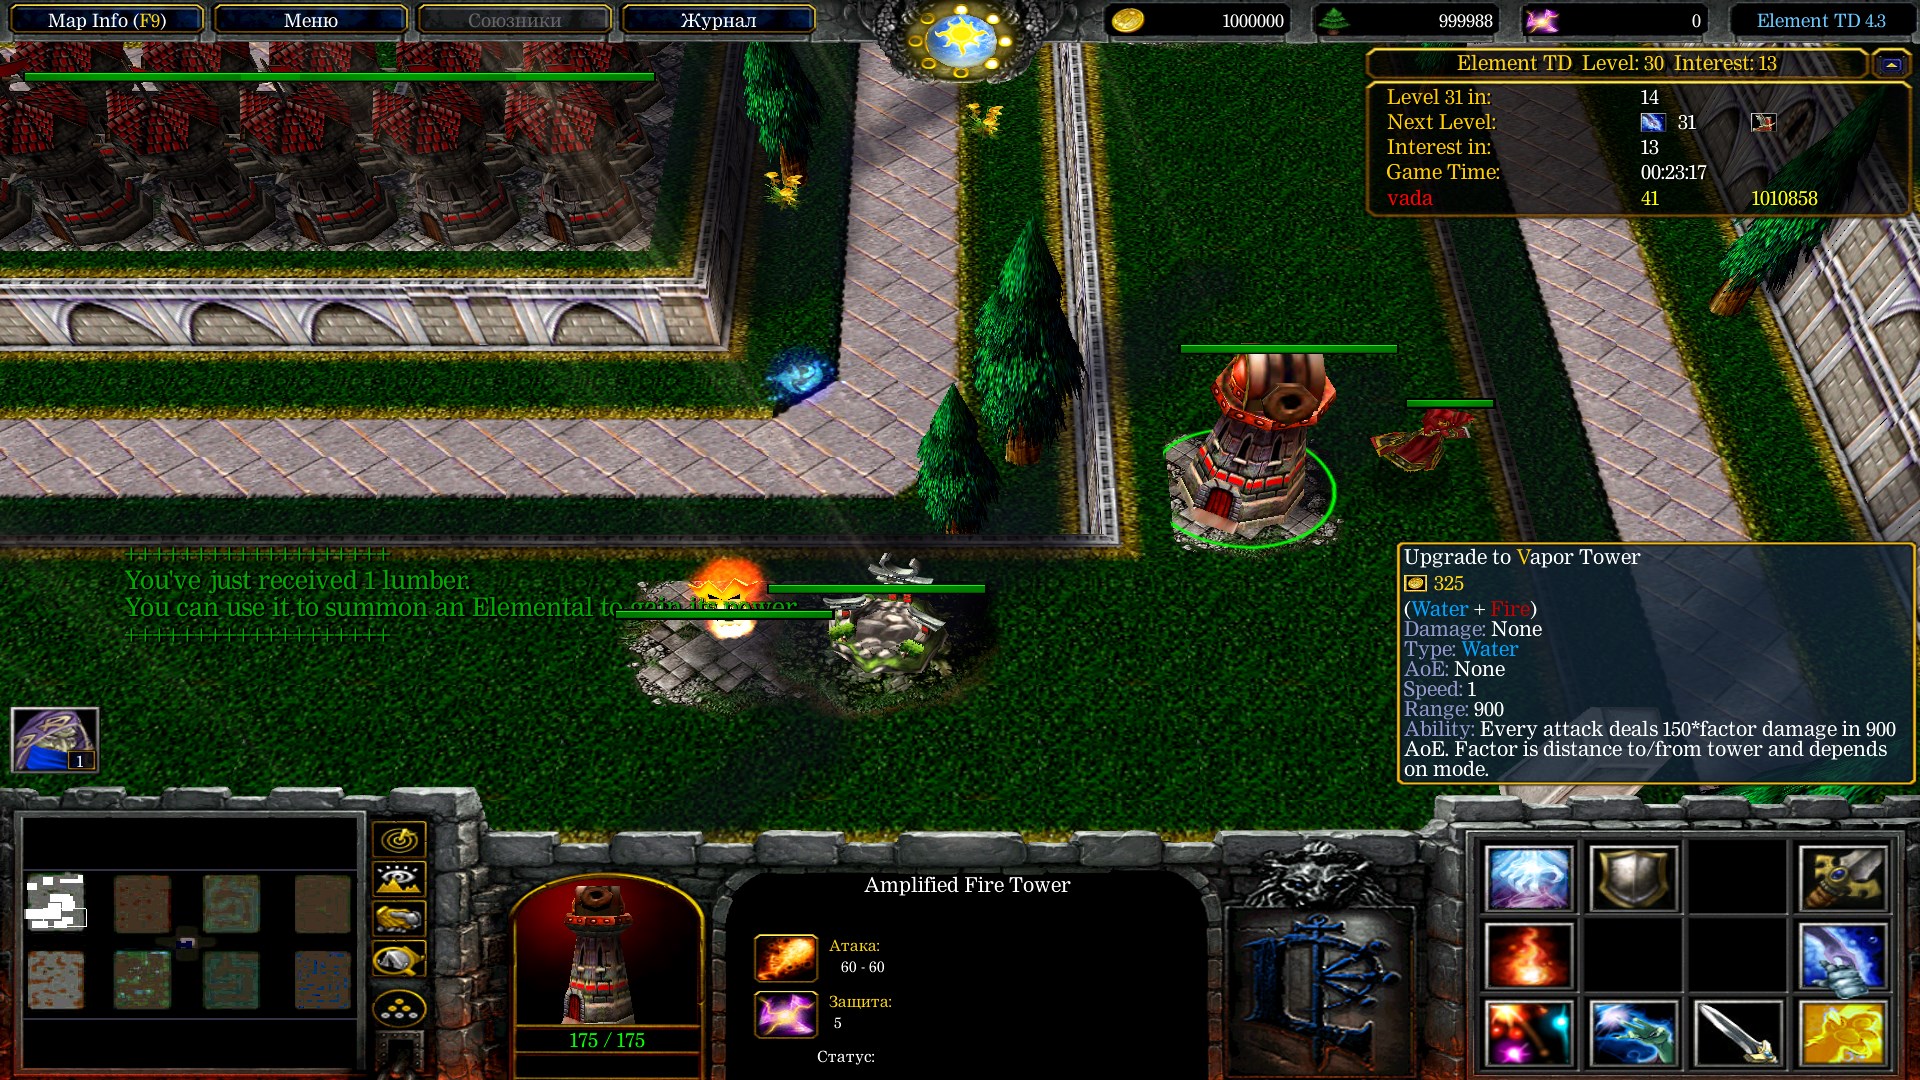 Map Info (F9)
Меню
Союзники
Журнал
1000000
999988
0
Element TD 4.3
Element TD Level: 30 Interest: 13
Level 31 in: 14
Next Level: 31
Interest in: 13
Game Time: 00:23:17
vada 41 1010858
++++++++++++++++++
You've just received 1 lumber.
You can use it to summon an Elemental to gain its power.
++++++++++++++++++
Upgrade to Vapor Tower
325
(Water + Fire)
Damage: None
Type: Water
AoE: None
Speed: 1
Range: 900
Ability: Every attack deals 150*factor damage in 900
AoE. Factor is distance to/from tower and depends
on mode.
1
Amplified Fire Tower
Атака:
60 - 60
Защита:
5
Статус:
175 / 175